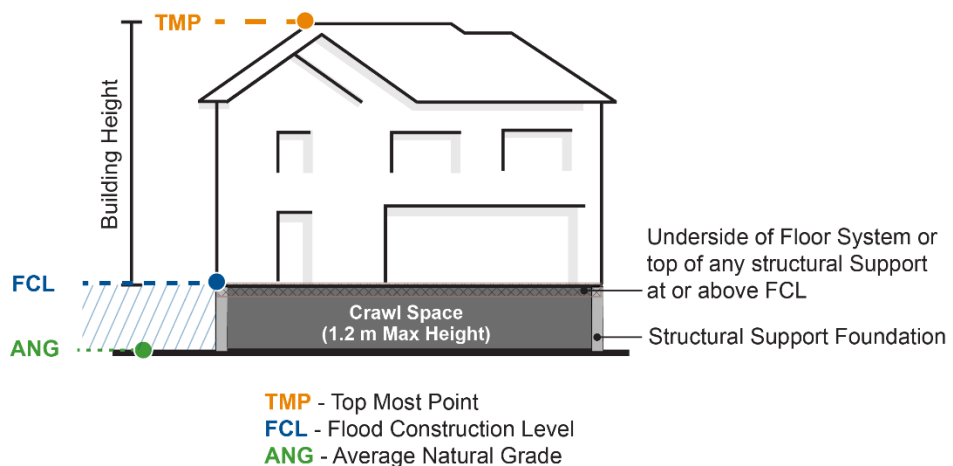 TMP
Building Height
FCL
ANG
Underside of Floor System or
top of any structural Support
at or above FCL
Crawl Space
(1.2 m Max Height)
Structural Support Foundation
TMP - Top Most Point
FCL - Flood Construction Level
ANG - Average Natural Grade